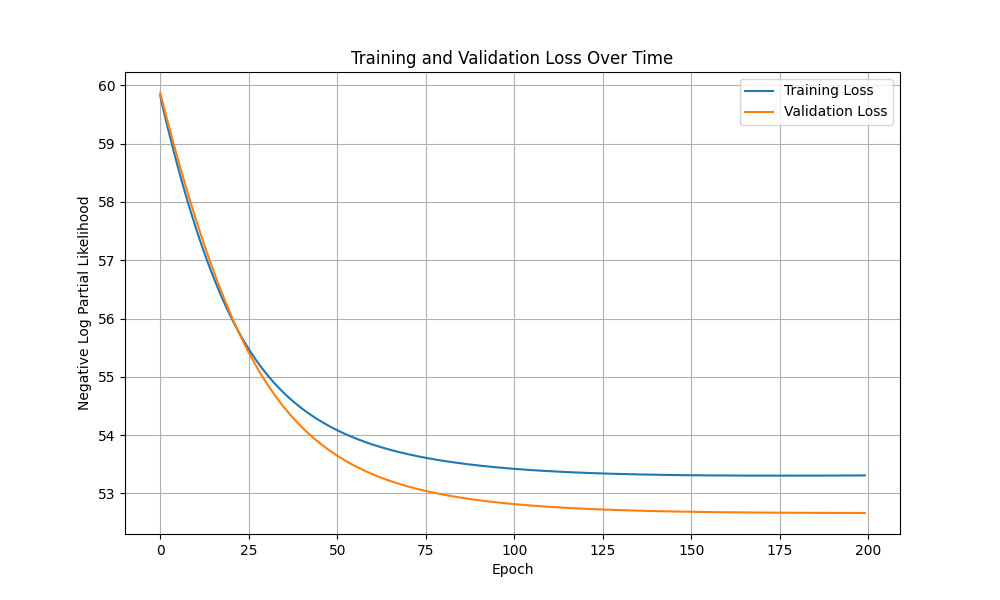 Training and Validation Loss Over Time
Training Loss
Validation Loss
Negative Log Partial Likelihood
60
59
58
57
56
55
54
53
0 25 50 75 100 125 150 175 200
Epoch